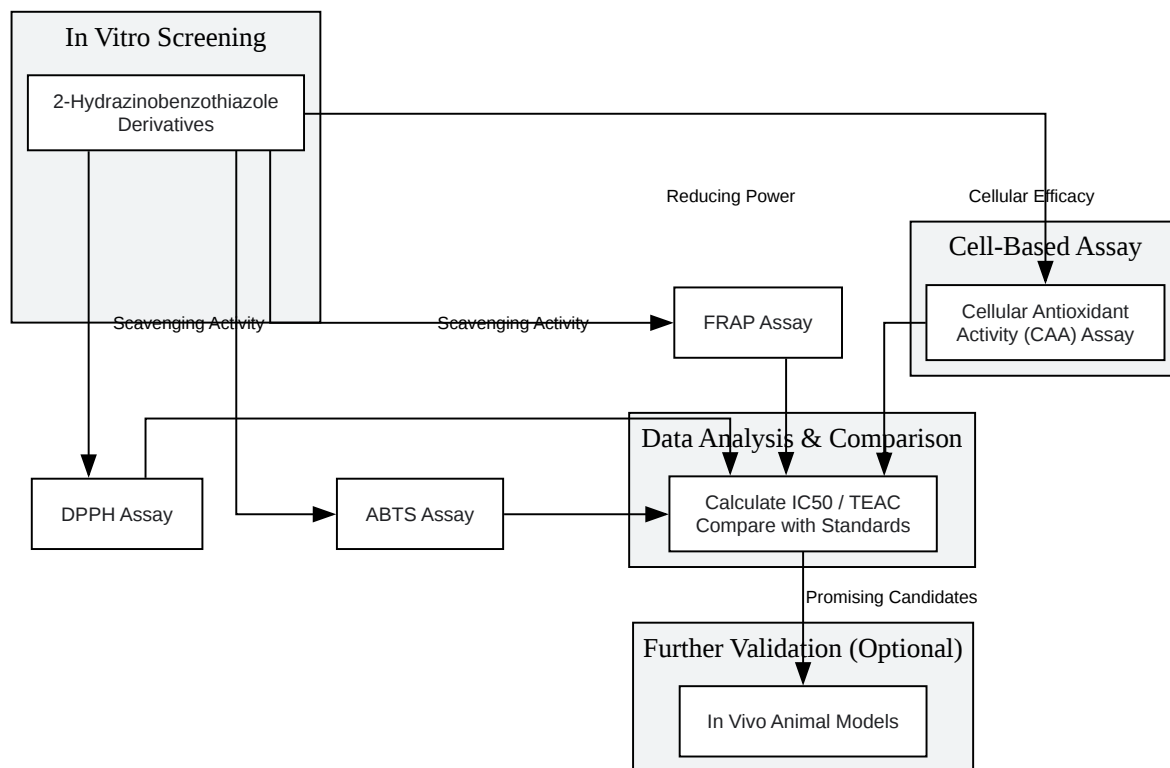 In Vitro Screening
2-Hydrazinobenzothiazole
Derivatives
Reducing Power
Cellular Efficacy
Cell-Based Assay
Scavenging Activity
Scavenging Activity
FRAP Assay
Cellular Antioxidant
Activity (CAA) Assay
Data Analysis & Comparison
DPPH Assay
ABTS Assay
Calculate IC50 / TEAC
Compare with Standards
Promising Candidates
Further Validation (Optional)
In Vivo Animal Models